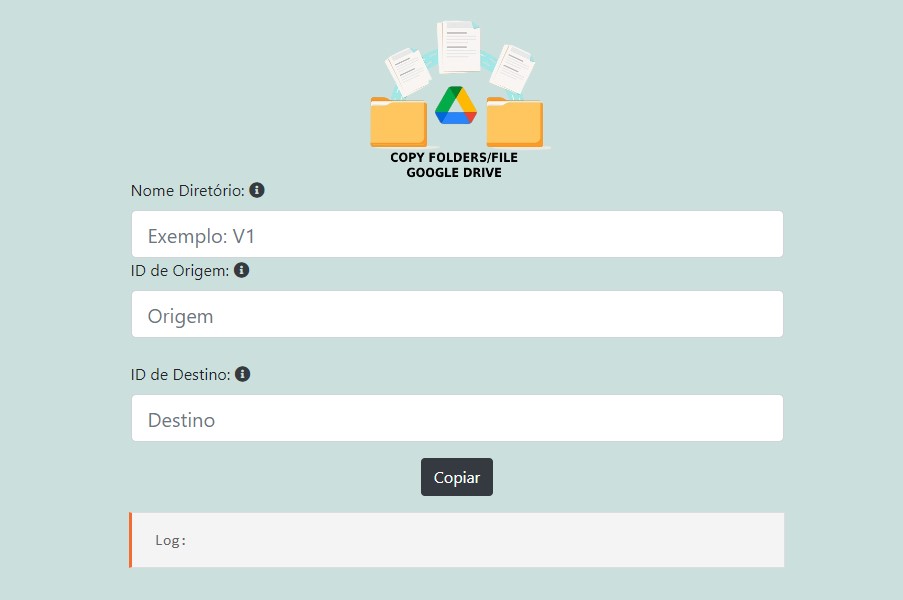 COPY FOLDERS/FILE
GOOGLE DRIVE
Nome Diretório:
Exemplo: V1
ID de Origem:
Origem
ID de Destino:
Destino
Copiar
Log: